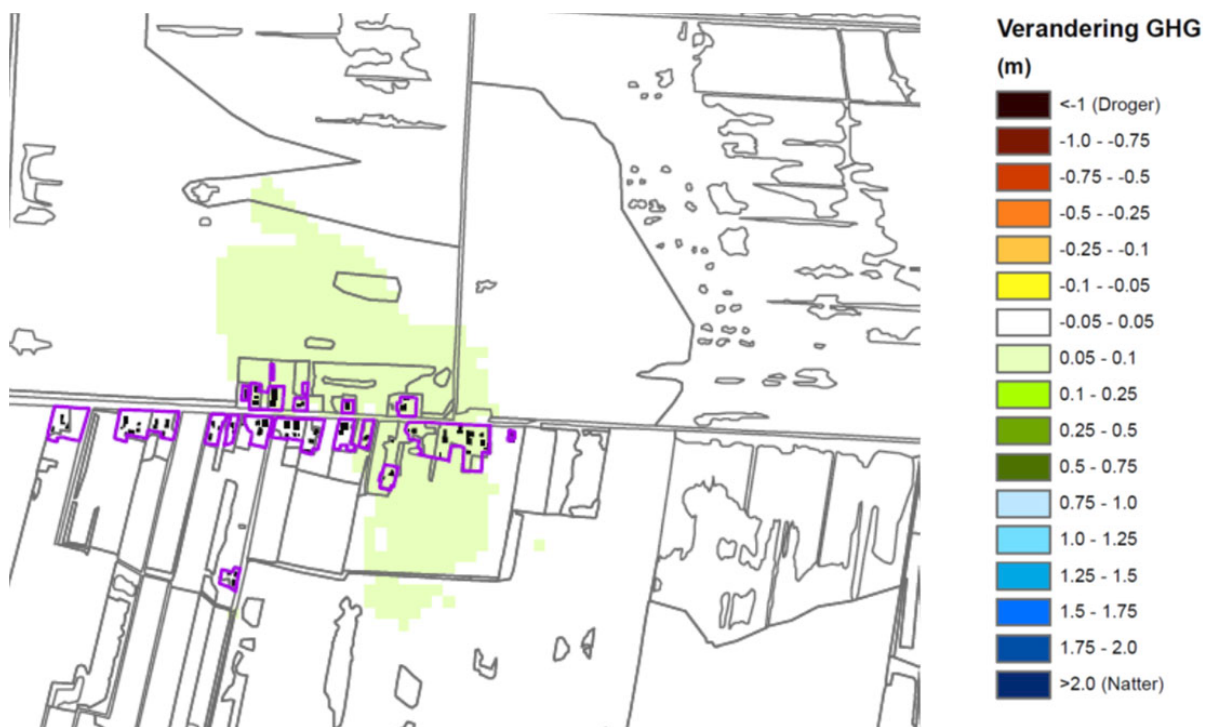 Verandering GHG
(m)
<-1 (Droger)
-1.0 - -0.75
-0.75 - -0.5
-0.5 - -0.25
-0.25 - -0.1
-0.1 - -0.05
-0.05 - 0.05
0.05 - 0.1
0.1 - 0.25
0.25 - 0.5
0.5 - 0.75
0.75 - 1.0
1.0 - 1.25
1.25 - 1.5
1.5 - 1.75
1.75 - 2.0
>2.0 (Natter)